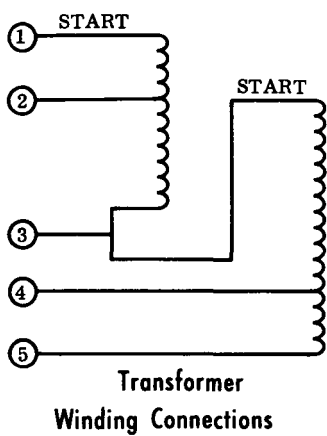 1 START
2
START
3
4
5
Transformer
Winding Connections